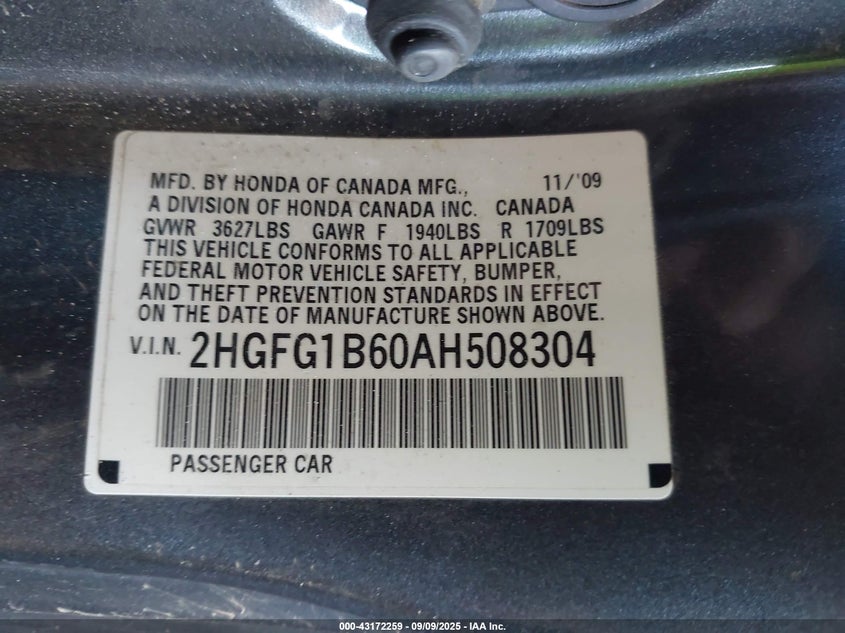 MFD. BY HONDA OF CANADA MFG., 11/'09
A DIVISION OF HONDA CANADA INC. CANADA
GVWR 3627LBS GAWR F 1940LBS R 1709LBS
THIS VEHICLE CONFORMS TO ALL APPLICABLE
FEDERAL MOTOR VEHICLE SAFETY, BUMPER,
AND THEFT PREVENTION STANDARDS IN EFFECT
ON THE DATE OF MANUFACTURE SHOWN ABOVE.
V.I.N. 2HGFG1B60AH508304
PASSENGER CAR
000-43172259 - 09/09/2025 - IAA Inc.